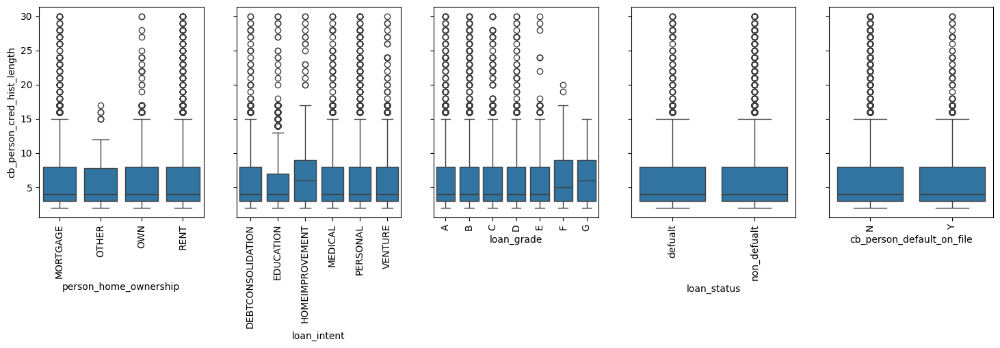 cb_person_cred_hist_length
30
25
20
15
10
5
MORTGAGE
OTHER
OWN
RENT
person_home_ownership
DEBTCONSOLIDATION
EDUCATION
HOMEIMPROVEMENT
MEDICAL
PERSONAL
VENTURE
loan_intent
A
B
C
D
E
F
G
loan_grade
defualt
non_defualt
loan_status
N
Y
cb_person_default_on_file